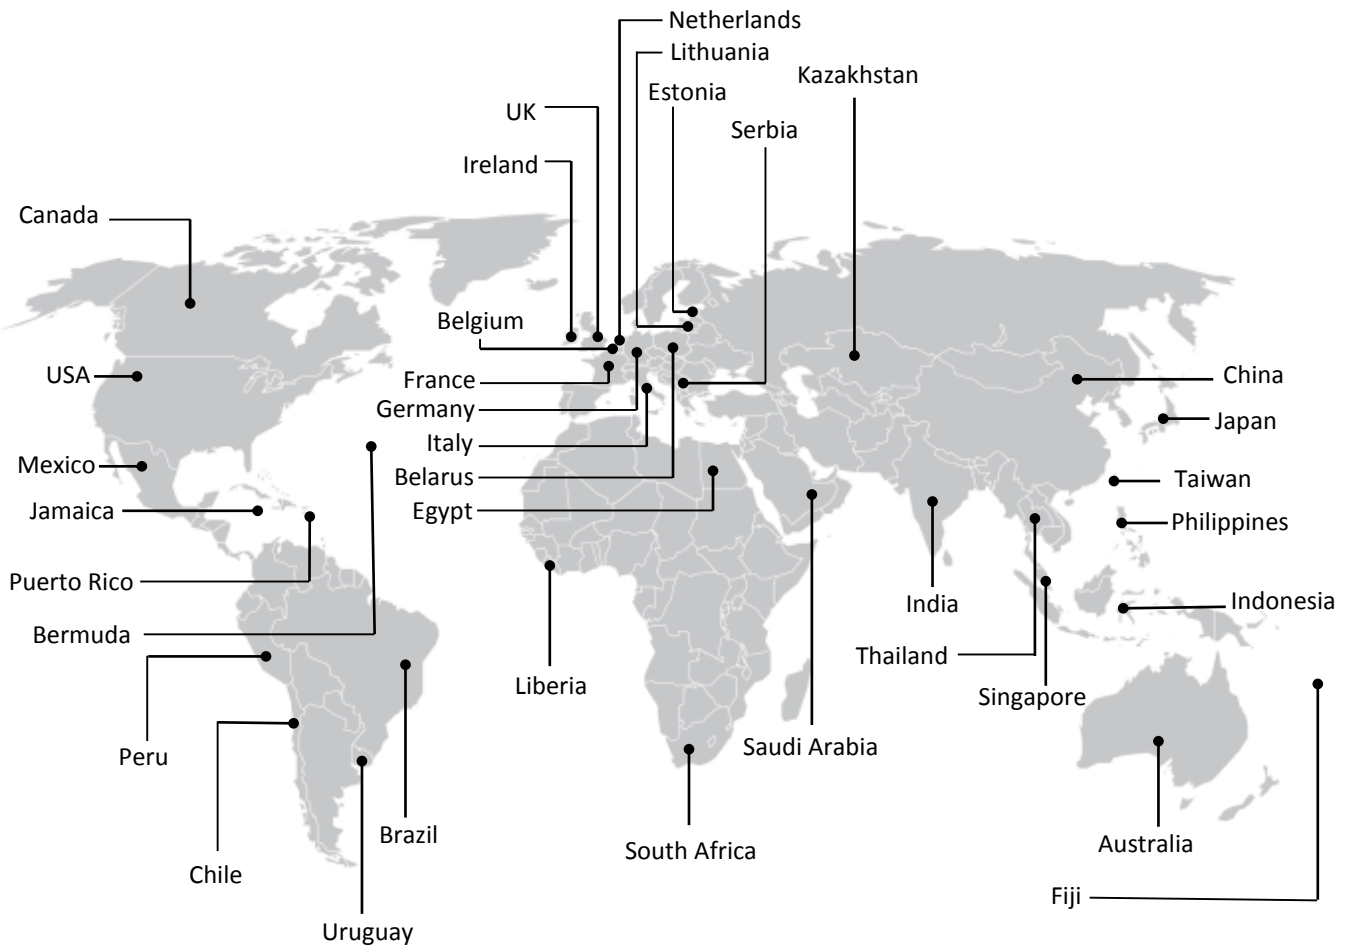 Netherlands
Lithuania
Kazakhstan
Estonia
UK
Serbia
Ireland
Canada
Belgium
USA
France
China
Germany
Japan
Italy
Mexico
Belarus
Taiwan
Jamaica
Egypt
Philippines
Puerto Rico
India
Indonesia
Bermuda
Thailand
Liberia
Singapore
Peru
Saudi Arabia
Brazil
South Africa
Australia
Chile
Fiji
Uruguay